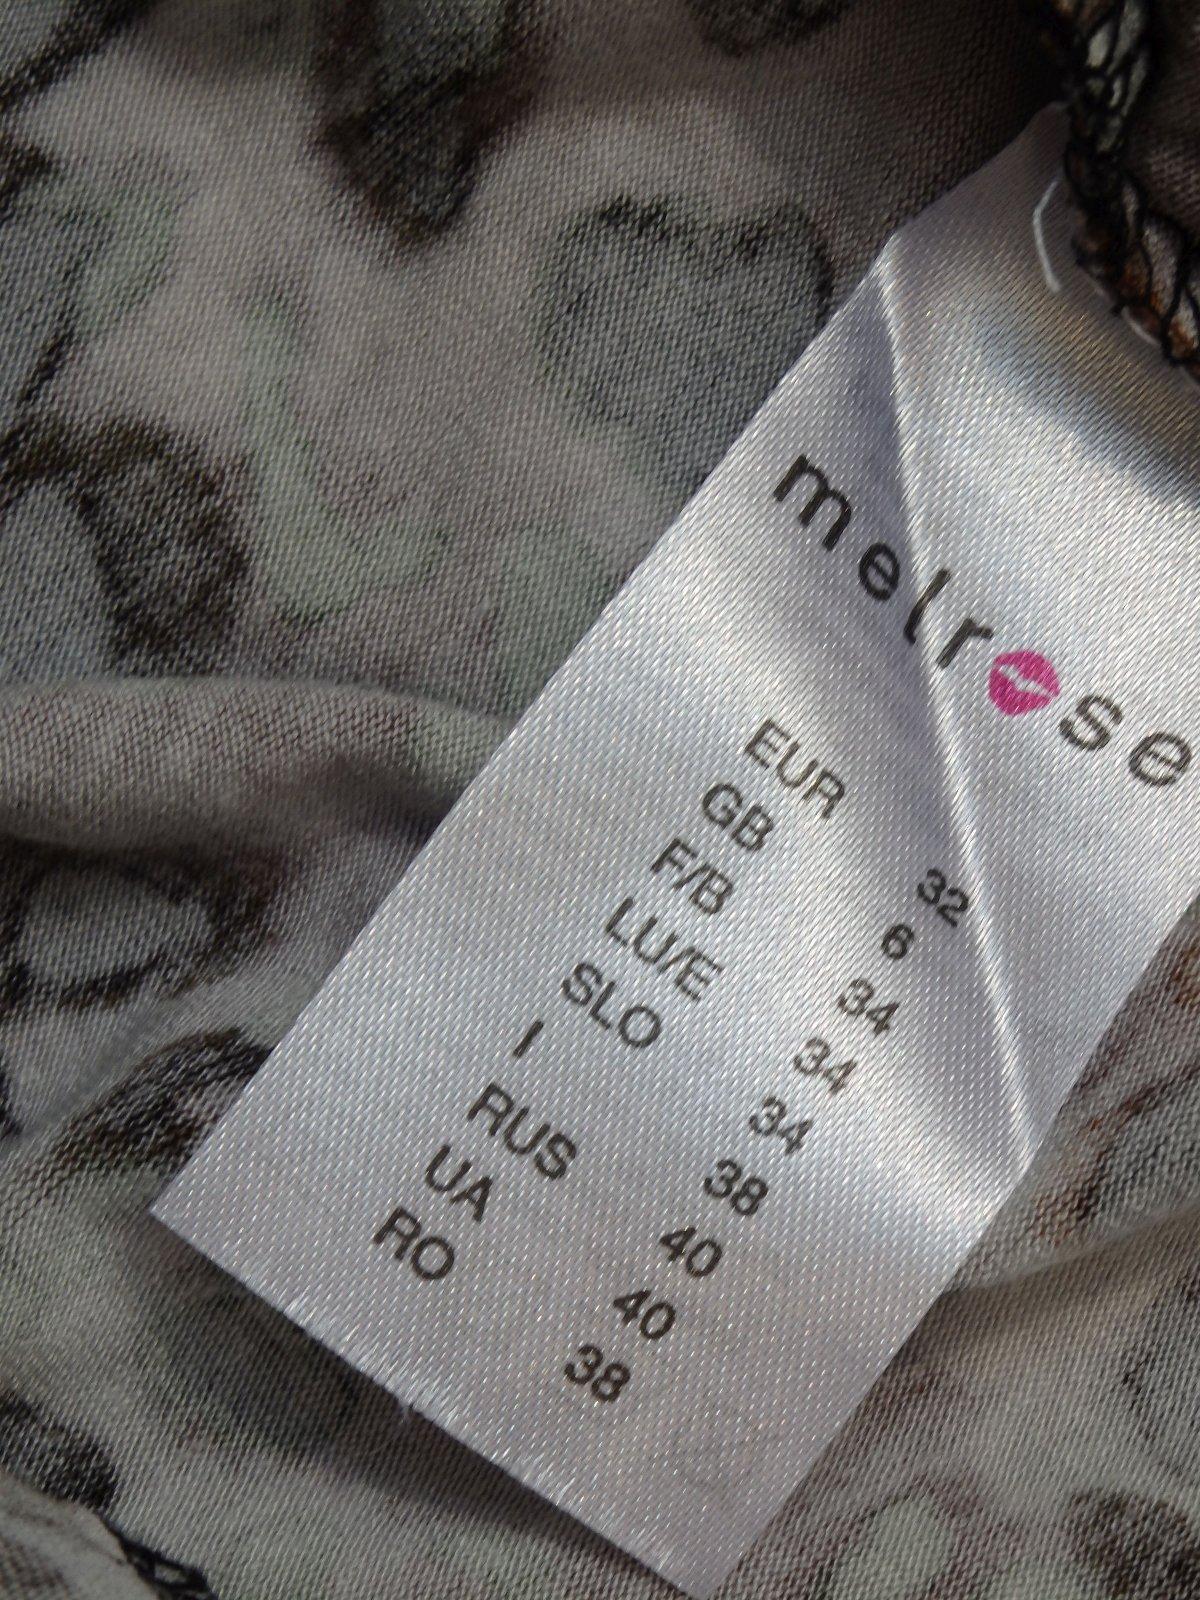 melrose
EUR 32
GB 6
F/B 34
LU/E 34
SLO 34
I 38
RUS 40
UA 40
RO 38